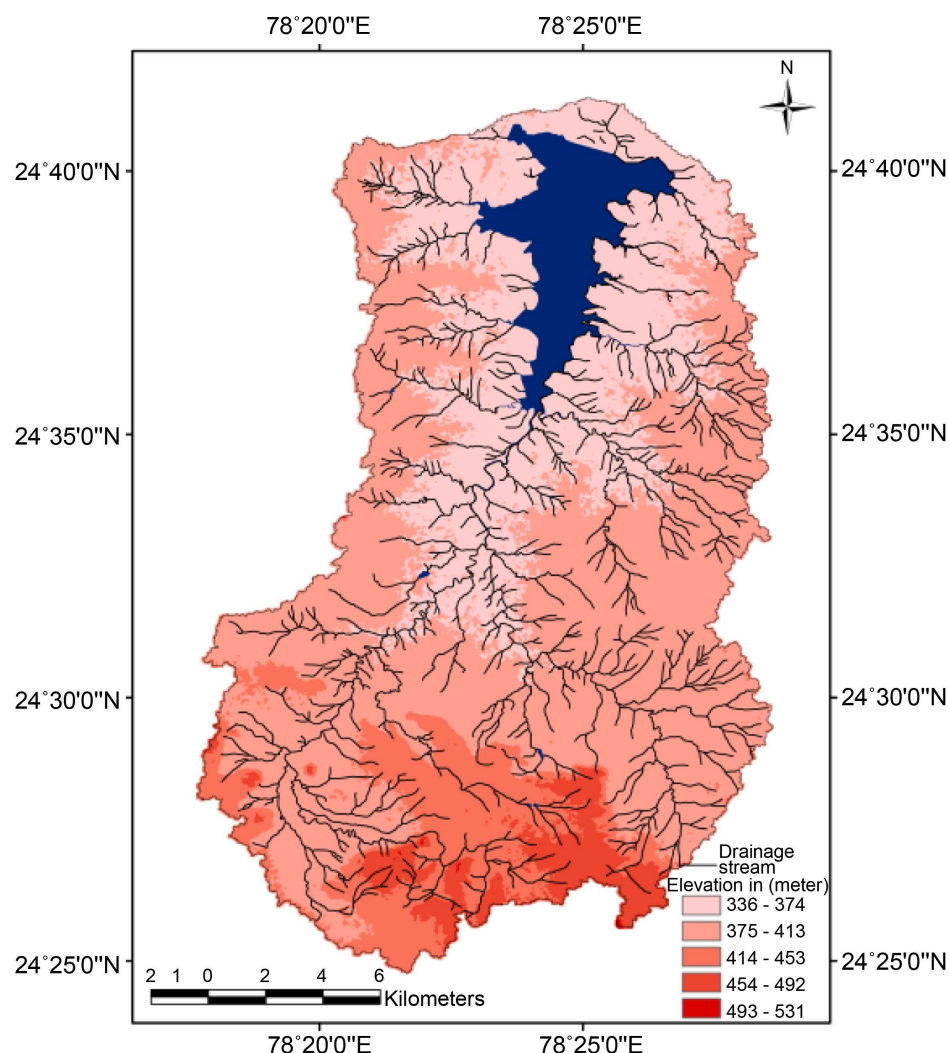 78°20'0"E 78°25'0"E
N
24°40'0"N 24°40'0"N
24°35'0"N 24°35'0"N
24°30'0"N 24°30'0"N
Drainage
stream
Elevation in (meter)
336 - 374
375 - 413
414 - 453
454 - 492
493 - 531
24°25'0"N 24°25'0"N
2 1 0 2 4 6
Kilometers
78°20'0"E 78°25'0"E